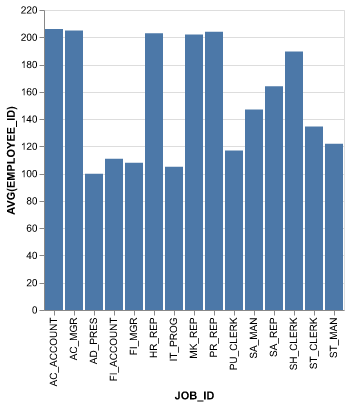 220
200
180
160
140
120
100
80
60
40
20
0
AVG(EMPLOYEE_ID)
AC_ACCOUNT
AC_MGR
AD_PRES
FI_ACCOUNT
FI_MGR
HR_REP
IT_PROG
MK_REP
PR_REP
PU_CLERK
SA_MAN
SA_REP
SH_CLERK
ST_CLERK
ST_MAN
JOB_ID